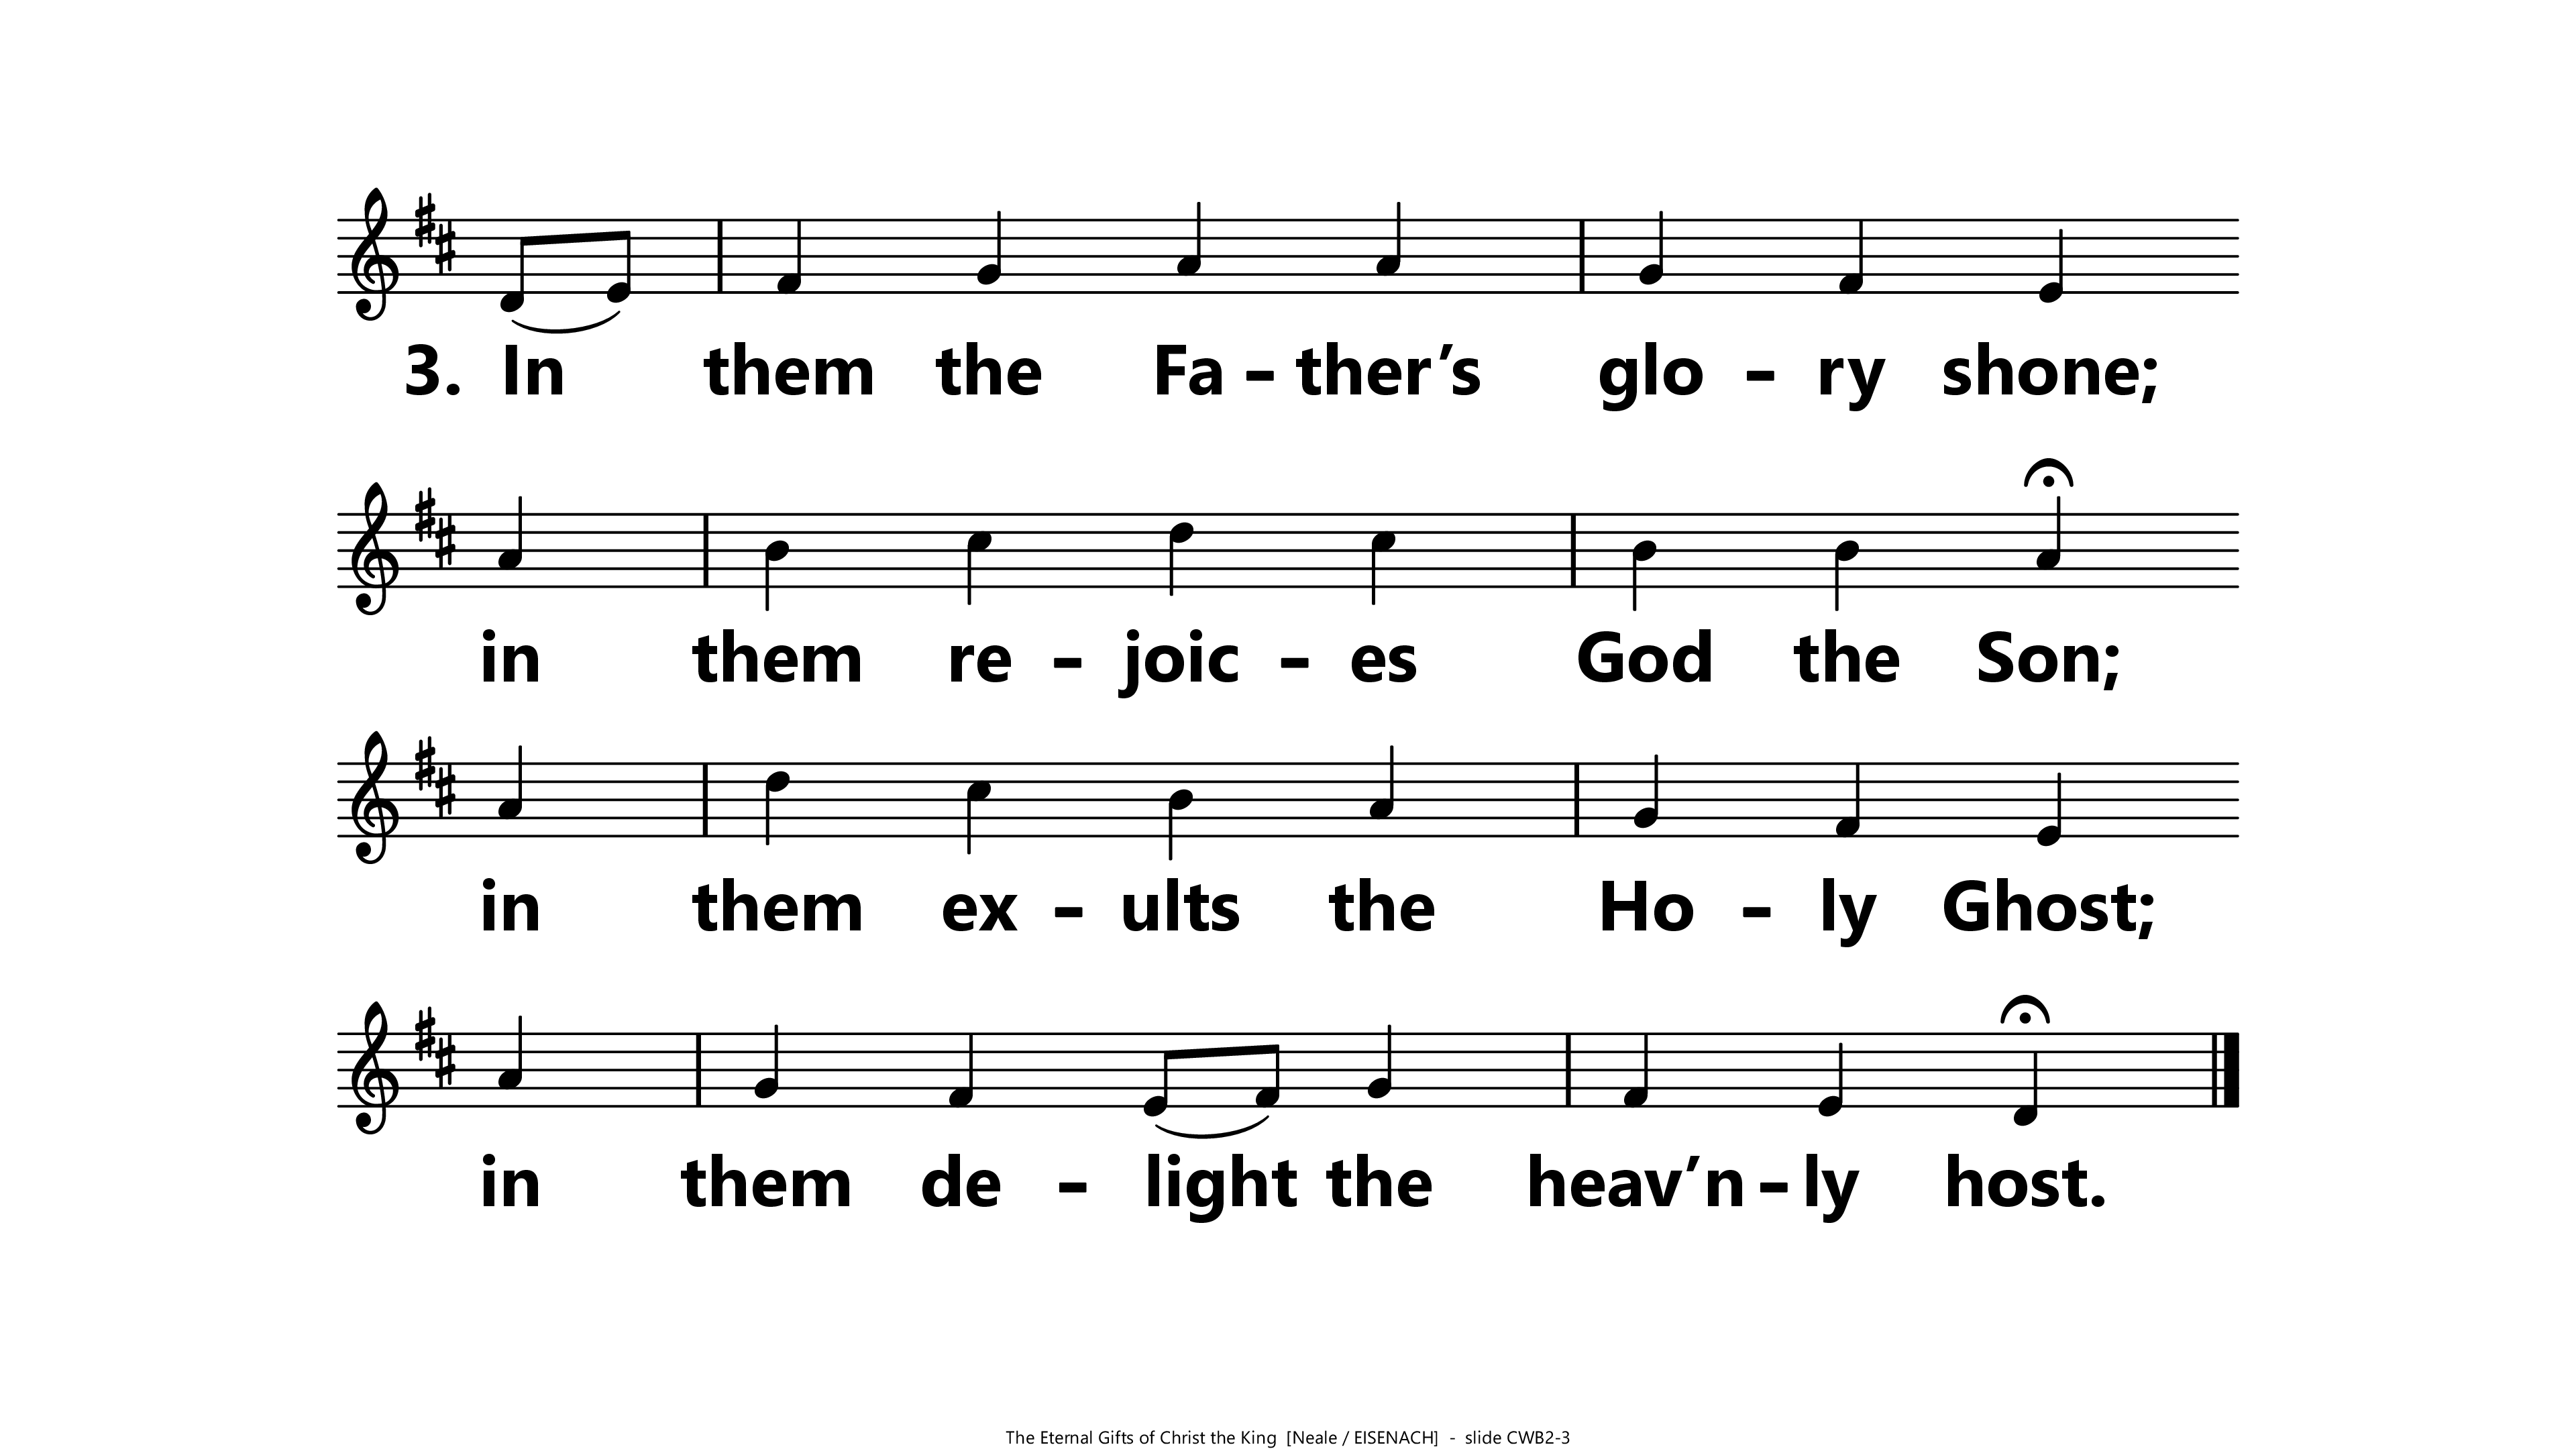 3. In them the Fa – ther’s glo – ry shone;
in them re – joic – es God the Son;
in them ex – ults the Ho – ly Ghost;
in them de – light the heav’n – ly host.
The Eternal Gifts of Christ the King [Neale / EISENACH] - slide CWB2-3